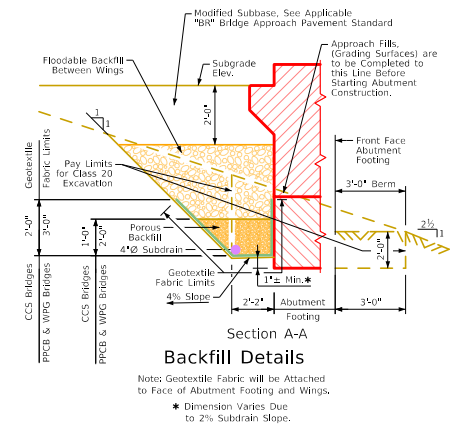 Modified Subbase, See Applicable
"BR" Bridge Approach Pavement Standard
Floodable Backfill
Between Wings
Subgrade
Elev.
Approach Fills,
(Grading Surfaces) are
to be Completed to
this Line Before
Starting Abutment
Construction.
1
1
2'-0"
Geotextile
Fabric Limits
Pay Limits
for Class 20
Excavation
Front Face
Abutment
Footing
3'-0" Berm
2'-0"
3'-0"
1'-0"
2'-0"
Porous
Backfill
4"Ø Subdrain
2'-0"
2½
1
Geotextile
Fabric Limits
4% Slope
1"± Min.✱
CCS Bridges
PPCB & WPG Bridges
CCS Bridges
PPCB & WPG Bridges
2'-2"
Abutment
Footing
3'-0"
Section A-A
Backfill Details
Note: Geotextile Fabric will be Attached
to Face of Abutment Footing and Wings.
✱ Dimension Varies Due
to 2% Subdrain Slope.